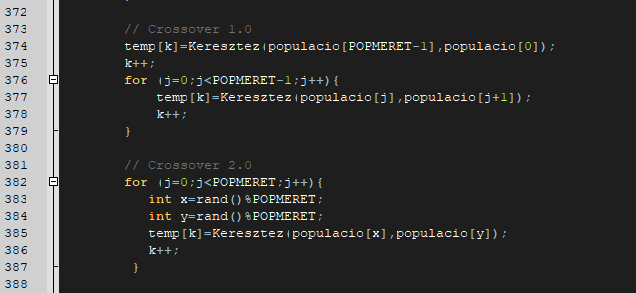 372
373 // Crossover 1.0
374 temp[k]=Keresztez(populacio[POPMERET-1],populacio[0]);
375 k++;
376 for (j=0;j<POPMERET-1;j++){
377 temp[k]=Keresztez(populacio[j],populacio[j+1]);
378 k++;
379 }
380
381 // Crossover 2.0
382 for (j=0;j<POPMERET;j++){
383 int x=rand()%POPMERET;
384 int y=rand()%POPMERET;
385 temp[k]=Keresztez(populacio[x],populacio[y]);
386 k++;
387 }
388